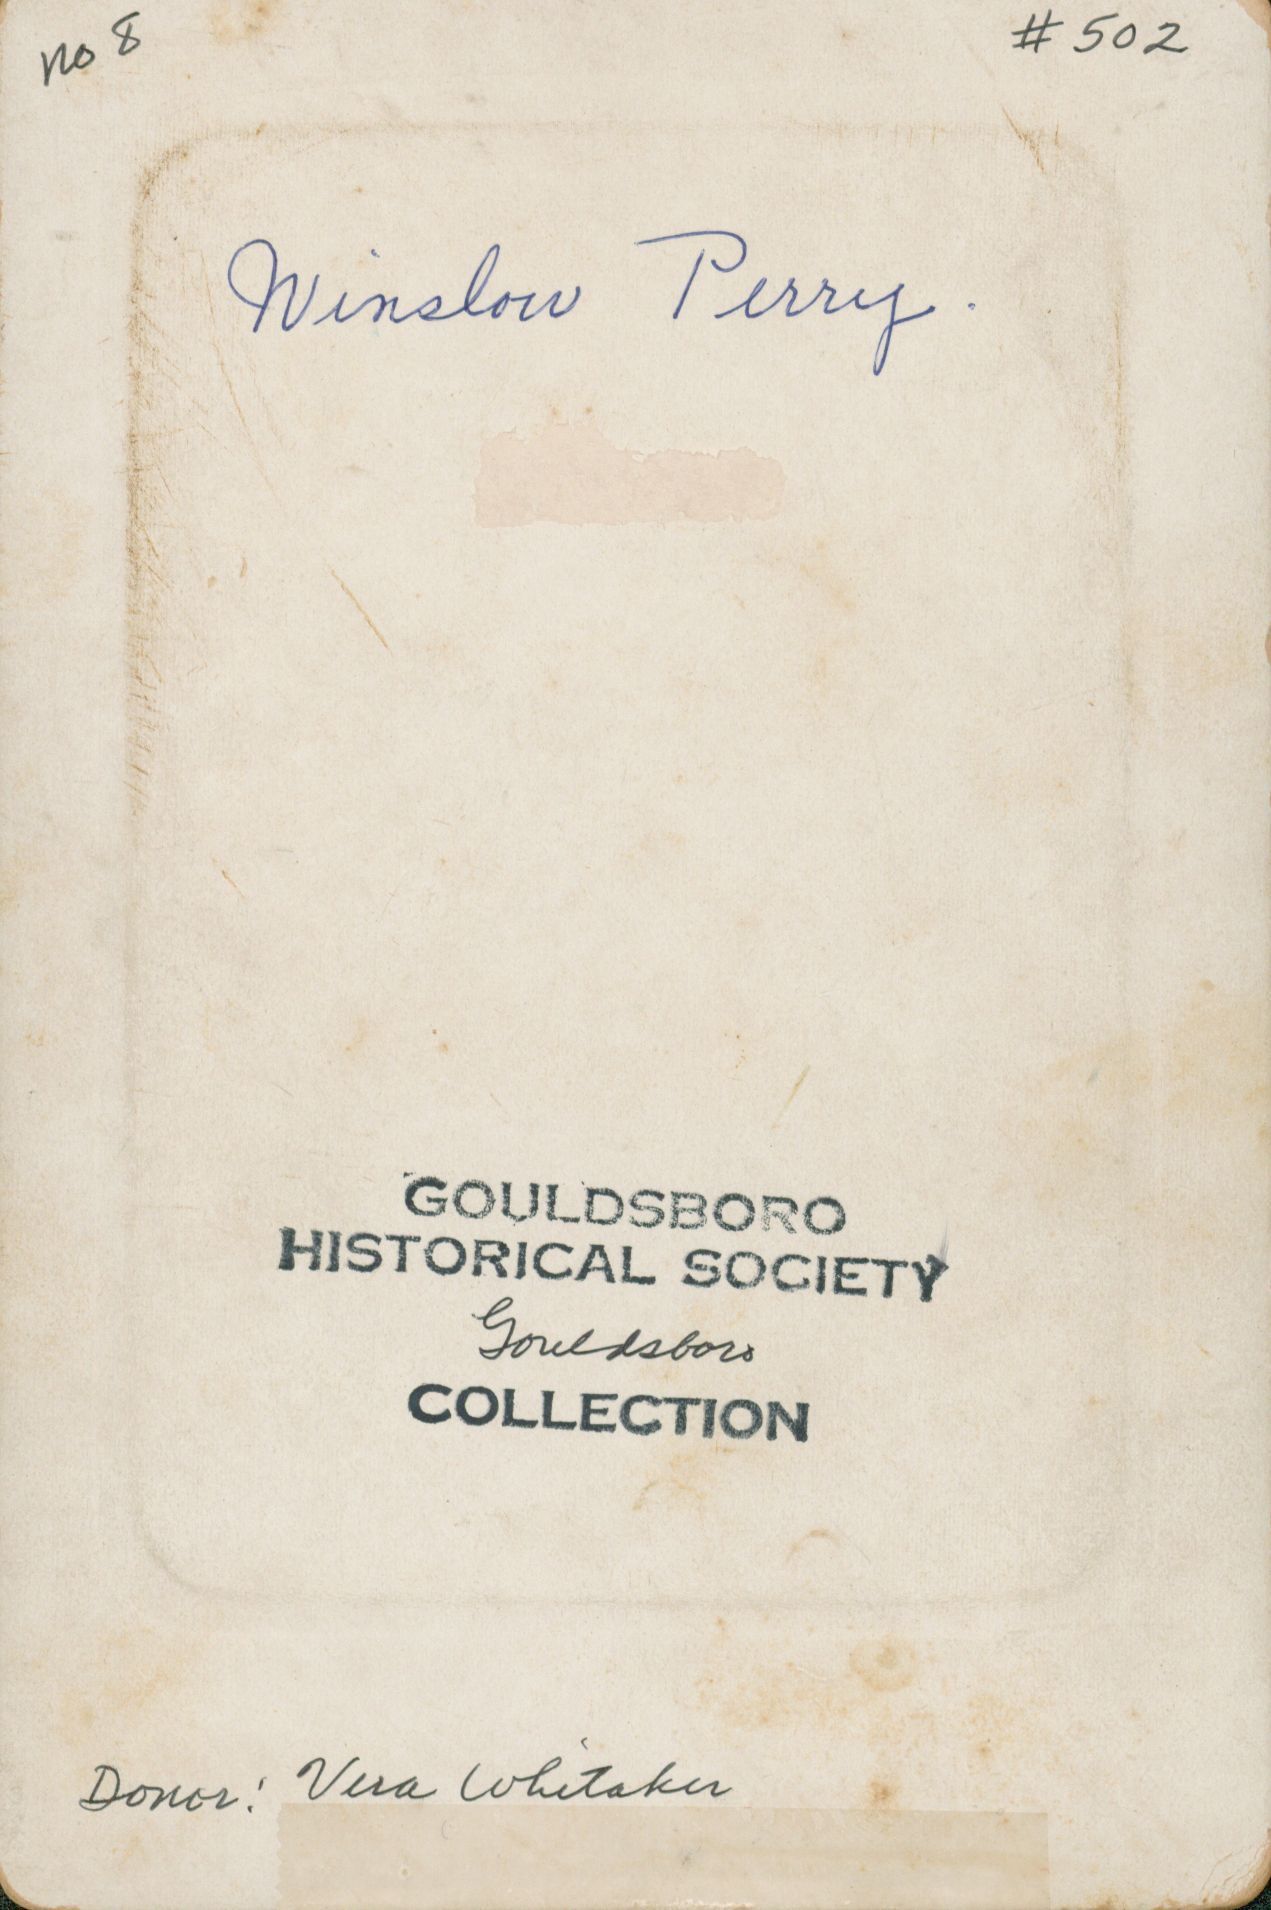 no 8
#502
Winslow Perry.
GOULDSBORO
HISTORICAL SOCIETY
Gouldsboro
COLLECTION
Donor: Vera Whitaker